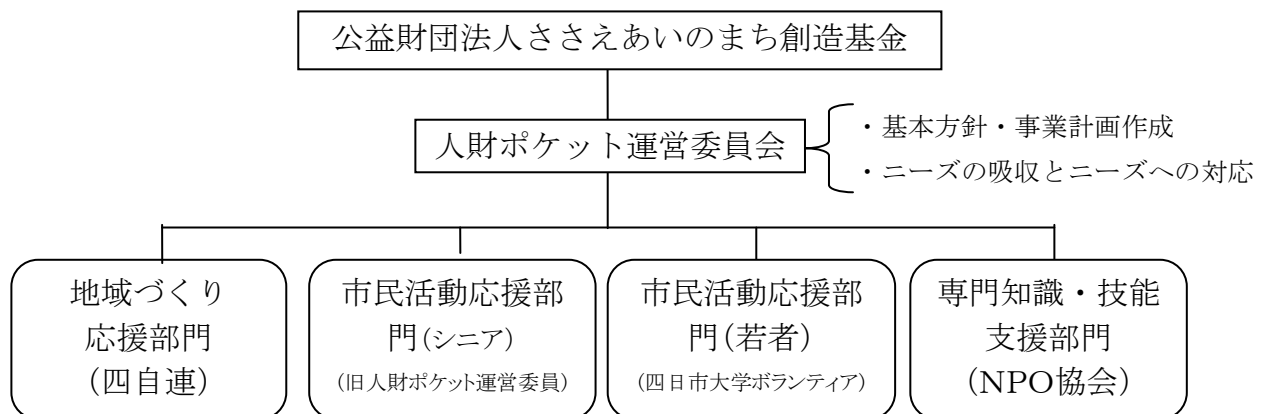 公益財団法人ささえあいのまち創造基金
人財ポケット運営委員会
・基本方針・事業計画作成
・ニーズの吸収とニーズへの対応
地域づくり
応援部門
(四自連)
市民活動応援部
門(シニア)
(旧人財ポケット運営委員)
市民活動応援部
門(若者)
(四日市大学ボランティア)
専門知識・技能
支援部門
(NPO協会)